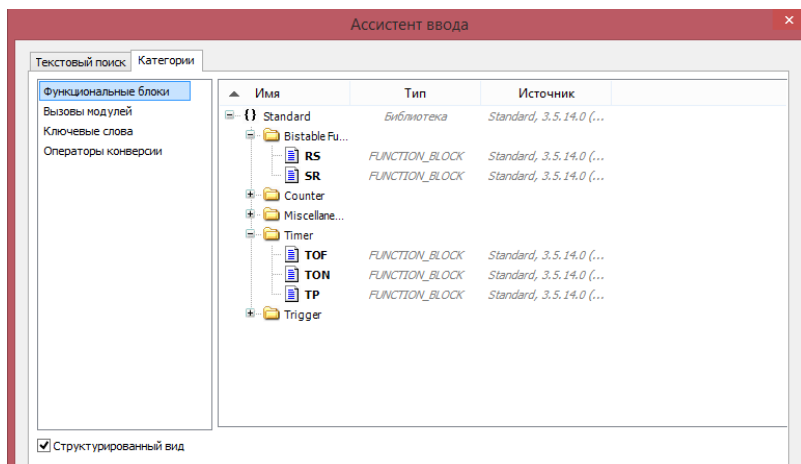 Ассистент ввода
Текстовый поиск Категории
Функциональные блоки
Вызовы модулей
Ключевые слова
Операторы конверсии
Имя Тип Источник
{} Standard Библиотека Standard, 3.5.14.0 (...
Bistable Fu...
RS FUNCTION_BLOCK Standard, 3.5.14.0 (...
SR FUNCTION_BLOCK Standard, 3.5.14.0 (...
Counter
Miscellane...
Timer
TOF FUNCTION_BLOCK Standard, 3.5.14.0 (...
TON FUNCTION_BLOCK Standard, 3.5.14.0 (...
TP FUNCTION_BLOCK Standard, 3.5.14.0 (...
Trigger
Структурированный вид